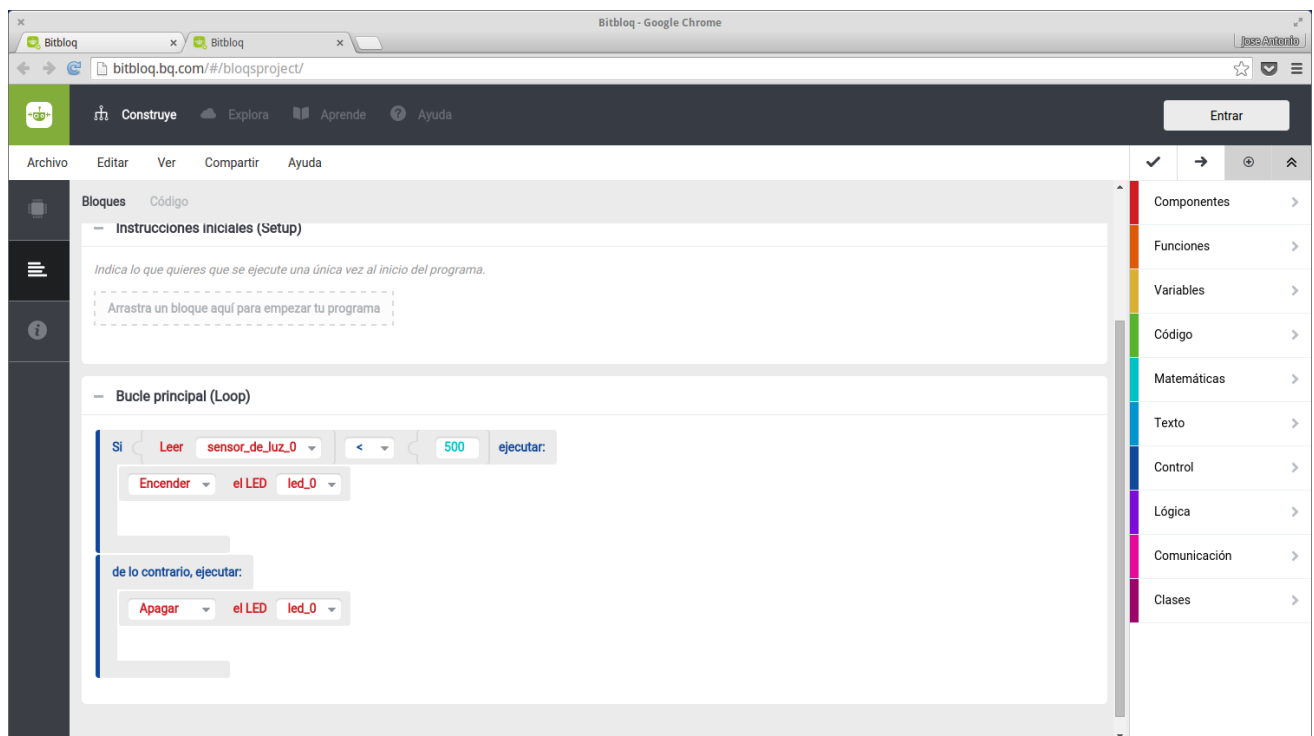 Bitbloq - Google Chrome
Bitbloq
Bitbloq
Jose Antonio
bitbloq.bq.com/#/bloqsproject/
Construye Explora Aprende Ayuda
Entrar
Archivo Editar Ver Compartir Ayuda
Bloques Código
Instrucciones iniciales (Setup)
Indica lo que quieres que se ejecute una única vez al inicio del programa.
Arrastra un bloque aquí para empezar tu programa
Bucle principal (Loop)
Si Leer sensor_de_luz_0 < 500 ejecutar:
Encender el LED led_0
de lo contrario, ejecutar:
Apagar el LED led_0
Componentes
Funciones
Variables
Código
Matemáticas
Texto
Control
Lógica
Comunicación
Clases